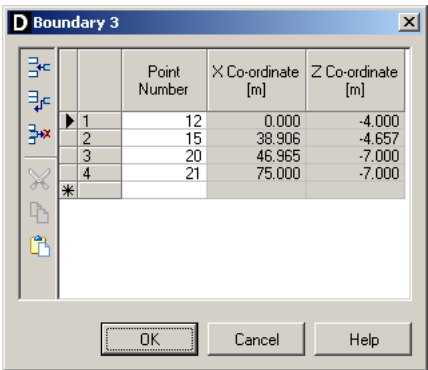 D Boundary 3
Point Number X Co-ordinate [m] Z Co-ordinate [m]
1 12 0.000 -4.000
2 15 38.906 -4.657
3 20 46.965 -7.000
4 21 75.000 -7.000
OK Cancel Help